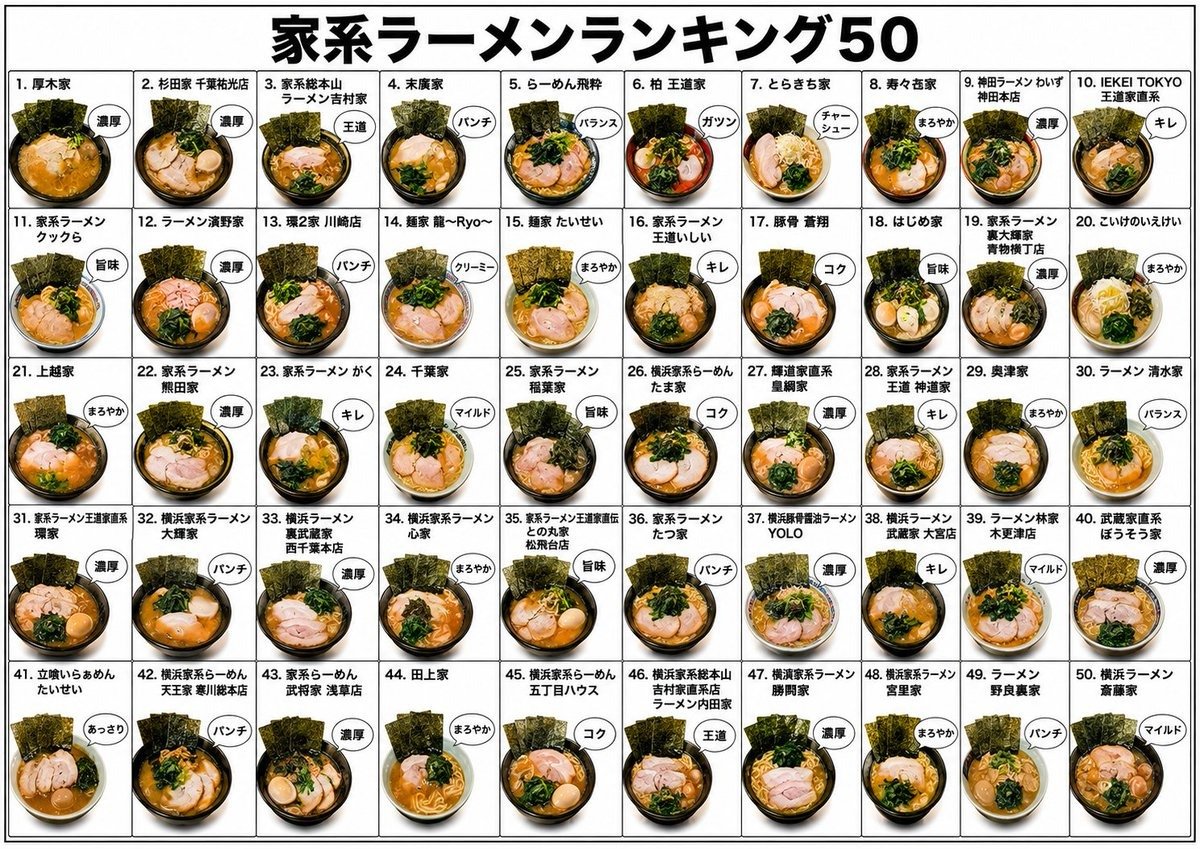 家系ラーメンランキング50
1. 厚木家
濃厚
2. 杉田家 千葉祐光店
濃厚
3. 家系総本山
ラーメン吉村家
王道
4. 末廣家
パンチ
5. らーめん飛粋
バランス
6. 柏 王道家
ガツン
7. とらきち家
チャー
シュー
8. 寿々㐂家
まろやか
9. 神田ラーメン わいず
神田本店
濃厚
10. IEKEI TOKYO
王道家直系
キレ
11. 家系ラーメン
クックら
旨味
12. ラーメン濱野家
濃厚
13. 環2家 川崎店
パンチ
14. 麺家 龍～Ryo～
クリーミー
15. 麺家 たいせい
まろやか
16. 家系ラーメン
王道いしい
キレ
17. 豚骨 蒼翔
コク
18. はじめ家
旨味
19. 家系ラーメン
裏大輝家
青物横丁店
濃厚
20. こいけのいえけい
まろやか
21. 上越家
まろやか
22. 家系ラーメン
熊田家
濃厚
23. 家系ラーメン がく
キレ
24. 千葉家
マイルド
25. 家系ラーメン
稲葉家
旨味
26. 横浜家系らーめん
たま家
コク
27. 輝道家直系
皇綱家
濃厚
28. 家系ラーメン
王道 神道家
キレ
29. 奥津家
まろやか
30. ラーメン 清水家
バランス
31. 家系ラーメン王道家直系
環家
濃厚
32. 横浜家系ラーメン
大輝家
パンチ
33. 横浜ラーメン
裏武蔵家
西千葉本店
濃厚
34. 横浜家系ラーメン
心家
まろやか
35. 家系ラーメン王道家直伝
との丸家
松飛台店
旨味
36. 家系ラーメン
たつ家
パンチ
37. 横浜豚骨醤油ラーメン
YOLO
濃厚
38. 横浜ラーメン
武蔵家 大宮店
キレ
39. ラーメン林家
木更津店
マイルド
40. 武蔵家直系
ぼうそう家
濃厚
41. 立喰いらぁめん
たいせい
あっさり
42. 横浜家系らーめん
天王家 寒川総本店
パンチ
43. 家系らーめん
武将家 浅草店
濃厚
44. 田上家
まろやか
45. 横浜家系らーめん
五丁目ハウス
コク
46. 横浜家系総本山
吉村家直系店
ラーメン内田家
王道
47. 横濱家系ラーメン
勝鬨家
濃厚
48. 横浜家系ラーメン
宮里家
まろやか
49. ラーメン
野良裏家
パンチ
50. 横浜ラーメン
斎藤家
マイルド